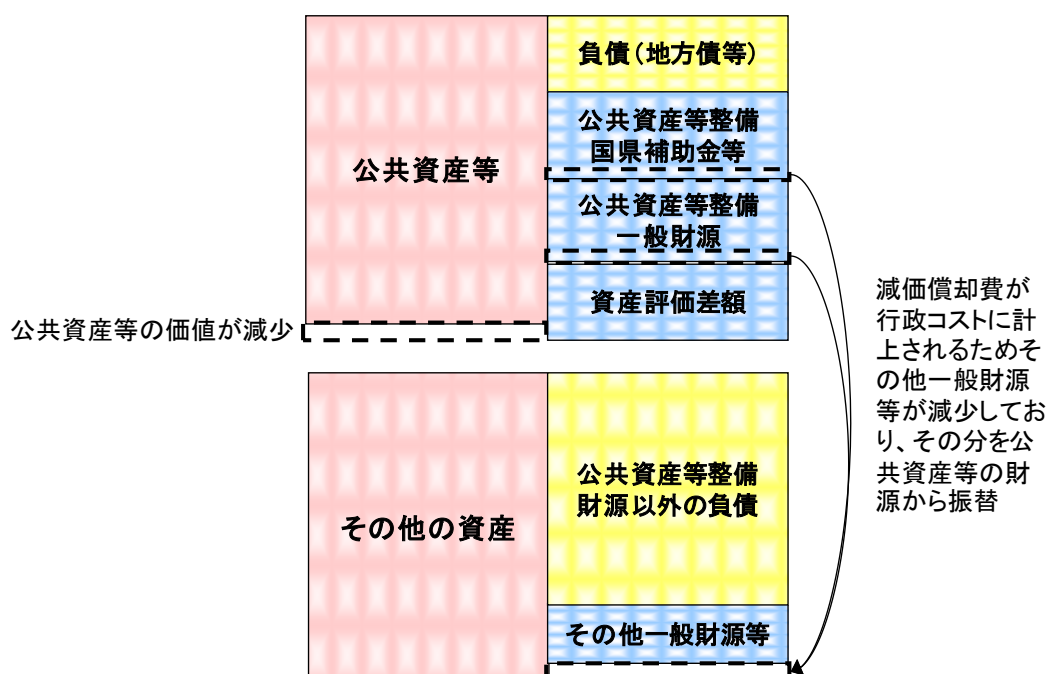 負債（地方債等）
公共資産等整備
国県補助金等
公共資産等
公共資産等整備
一般財源
資産評価差額
公共資産等の価値が減少
減価償却費が
行政コストに計
上されるためそ
の他一般財源
等が減少してお
り、その分を公
共資産等の財
源から振替
公共資産等整備
財源以外の負債
その他の資産
その他一般財源等